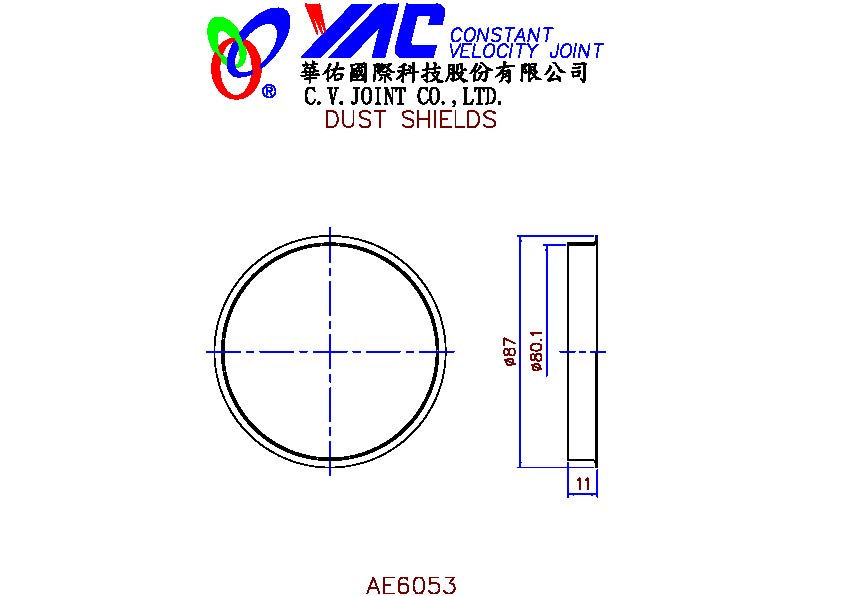 YAC CONSTANT
VELOCITY JOINT
®
華佑國際科技股份有限公司
C.V.JOINT CO.,LTD.
DUST SHIELDS
ø87
ø80.1
11
AE6053